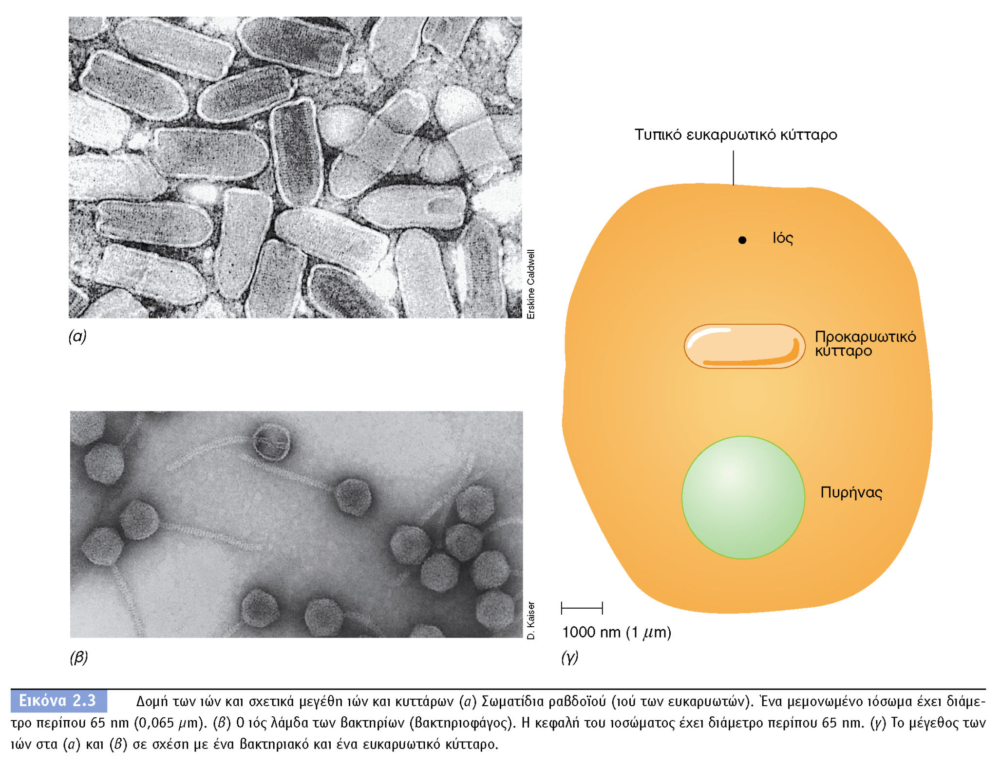 Erskine Caldwell
(α)
D. Kaiser
(β)
Τυπικό ευκαρυωτικό κύτταρο
Ιός
Προκαρυωτικό
κύτταρο
Πυρήνας
1000 nm (1 μm)
(γ)
Εικόνα 2.3 Δομή των ιών και σχετικά μεγέθη ιών και κυττάρων (α) Σωματίδια ραβδοϊού (ιού των ευκαρυωτών). Ένα μεμονωμένο ιόσωμα έχει διάμε-
τρο περίπου 65 nm (0,065 μm). (β) Ο ιός λάμδα των βακτηρίων (βακτηριοφάγος). Η κεφαλή του ιοσώματος έχει διάμετρο περίπου 65 nm. (γ) Το μέγεθος των
ιών στα (α) και (β) σε σχέση με ένα βακτηριακό και ένα ευκαρυωτικό κύτταρο.